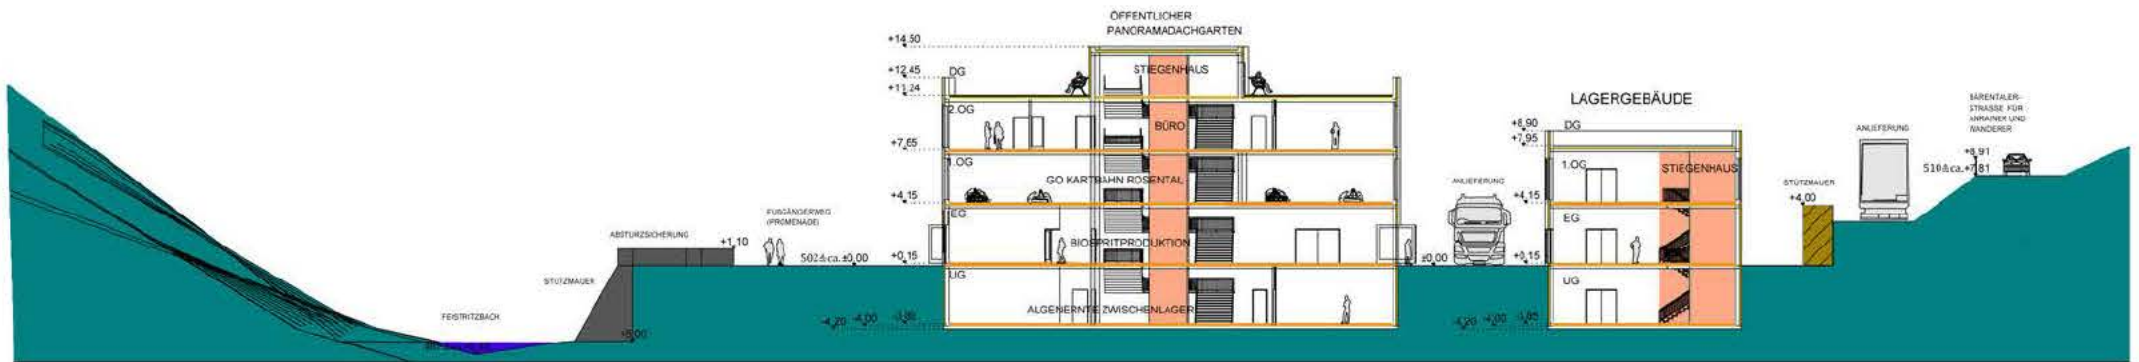 ÖFFENTLICHER
PANORAMADACHGARTEN
+14,50
+12,45
+11,24
DG
STIEGENHAUS
2.OG
BÜRO
+7,65
1.OG
GO KARTBAHN ROSENTAL
+4,15
EG
BIOSPRITPRODUKTION
+0,15
UG
ALGENERNTE ZWISCHENLAGER
-4,20 -4,00 -3,85
FEISTRITZBACH
STÜTZMAUER
ABSTURZSICHERUNG
+1,10
FUßGÄNGERWEG
(PROMENADE)
±0,00
ANLIEFERUNG
±0,00
LAGERGEBÄUDE
+8,90
+7,95
DG
1.OG
STIEGENHAUS
+4,15
EG
+0,15
UG
-4,20 -4,00 -3,85
STÜTZMAUER
+4,00
ANLIEFERUNG
BÄRENTALER-
STRASSE FÜR
ANRAINER UND
WANDERER
+8,91
+7,81